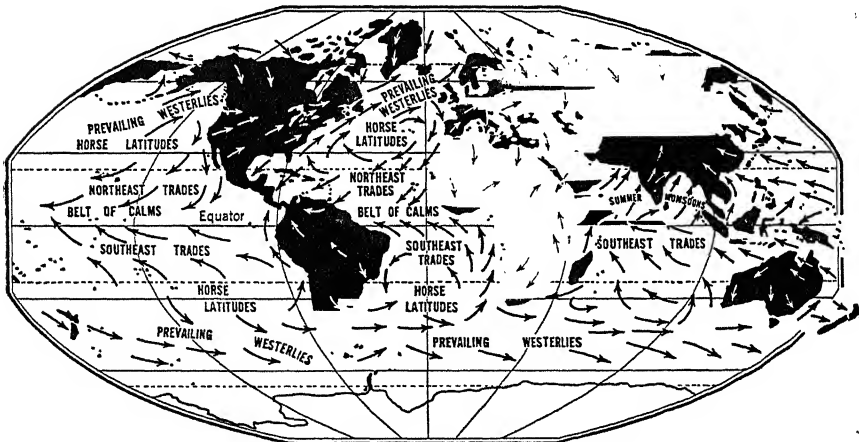 PREVAILING WESTERLIES
HORSE LATITUDES
NORTHEAST TRADES
BELT OF CALMS
Equator
SOUTHEAST TRADES
HORSE
LATITUDES
PREVAILING
WESTERLIES
PREVAILING
WESTERLIES
HORSE
LATITUDES
NORTHEAST
TRADES
BELT OF CALMS
SOUTHEAST
TRADES
HORSE
LATITUDES
PREVAILING WESTERLIES
SUMMER MONSOONS
SOUTHEAST TRADES